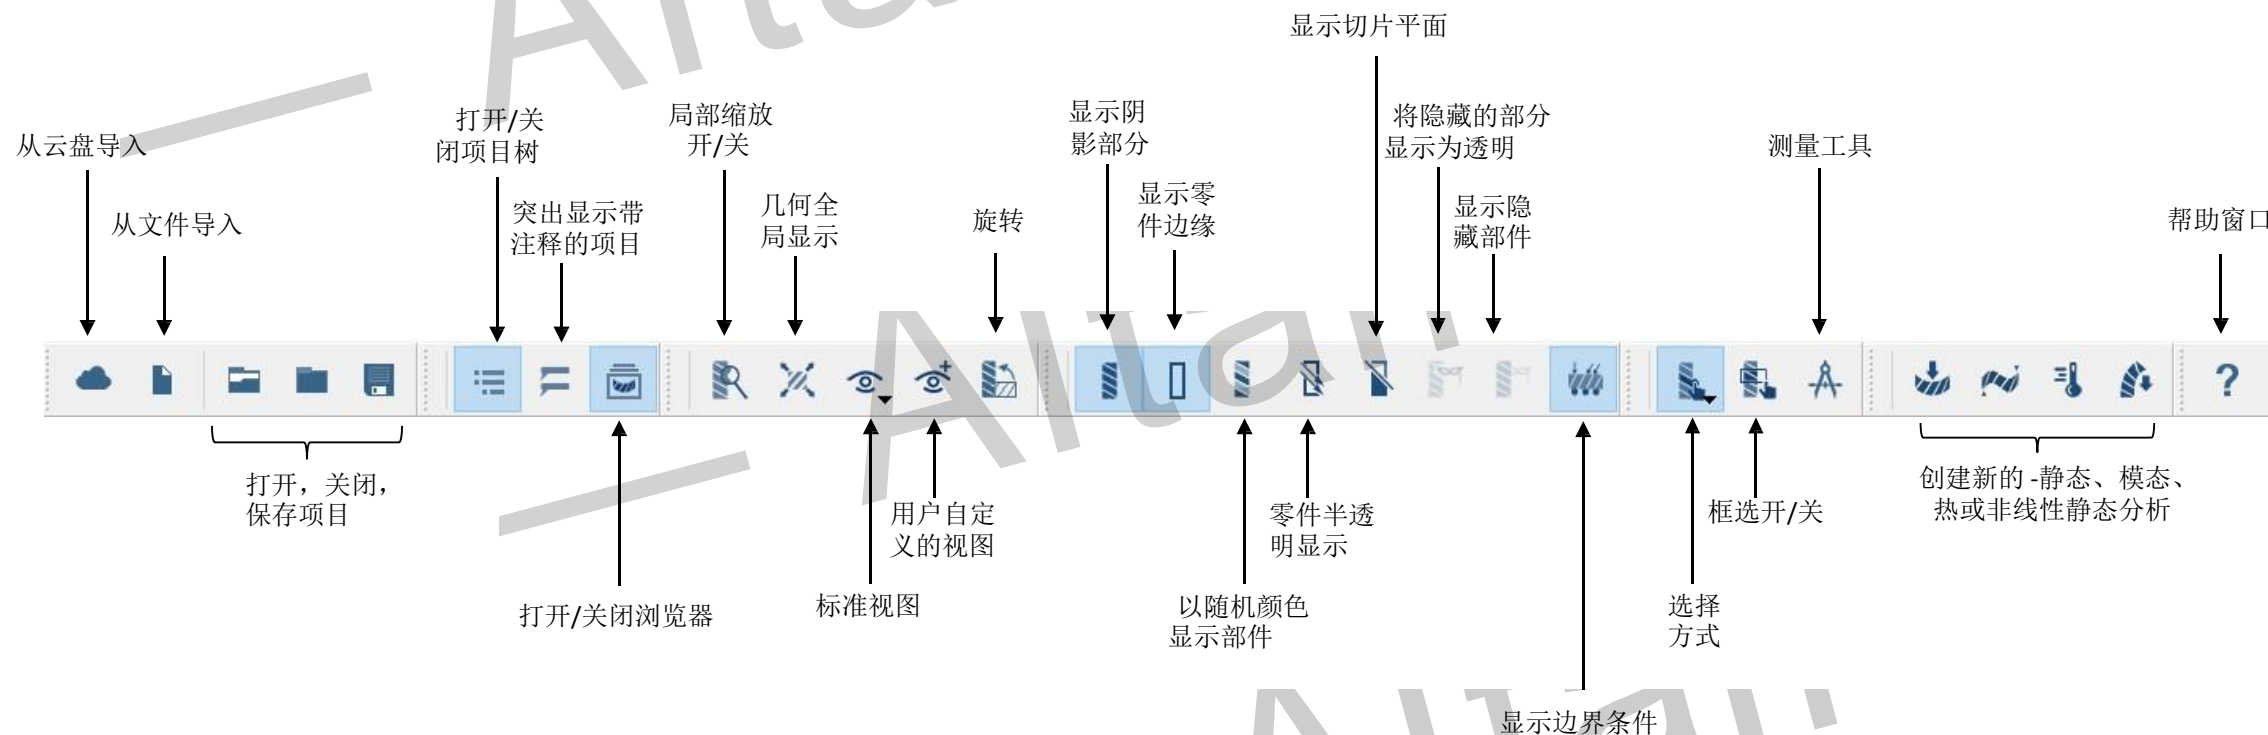 显示切片平面
从云盘导入
打开/关
闭项目树
局部缩放
开/关
显示阴
影部分
将隐藏的部分
显示为透明
测量工具
从文件导入
突出显示带
注释的项目
几何全
局显示
旋转
显示零
件边缘
显示隐
藏部件
帮助窗口
打开，关闭，
保存项目
打开/关闭浏览器
标准视图
用户自定
义的视图
以随机颜色
显示部件
零件半透
明显示
显示边界条件
选择
方式
框选开/关
创建新的 -静态、模态、
热或非线性静态分析
— Altair
— Altair
Altair